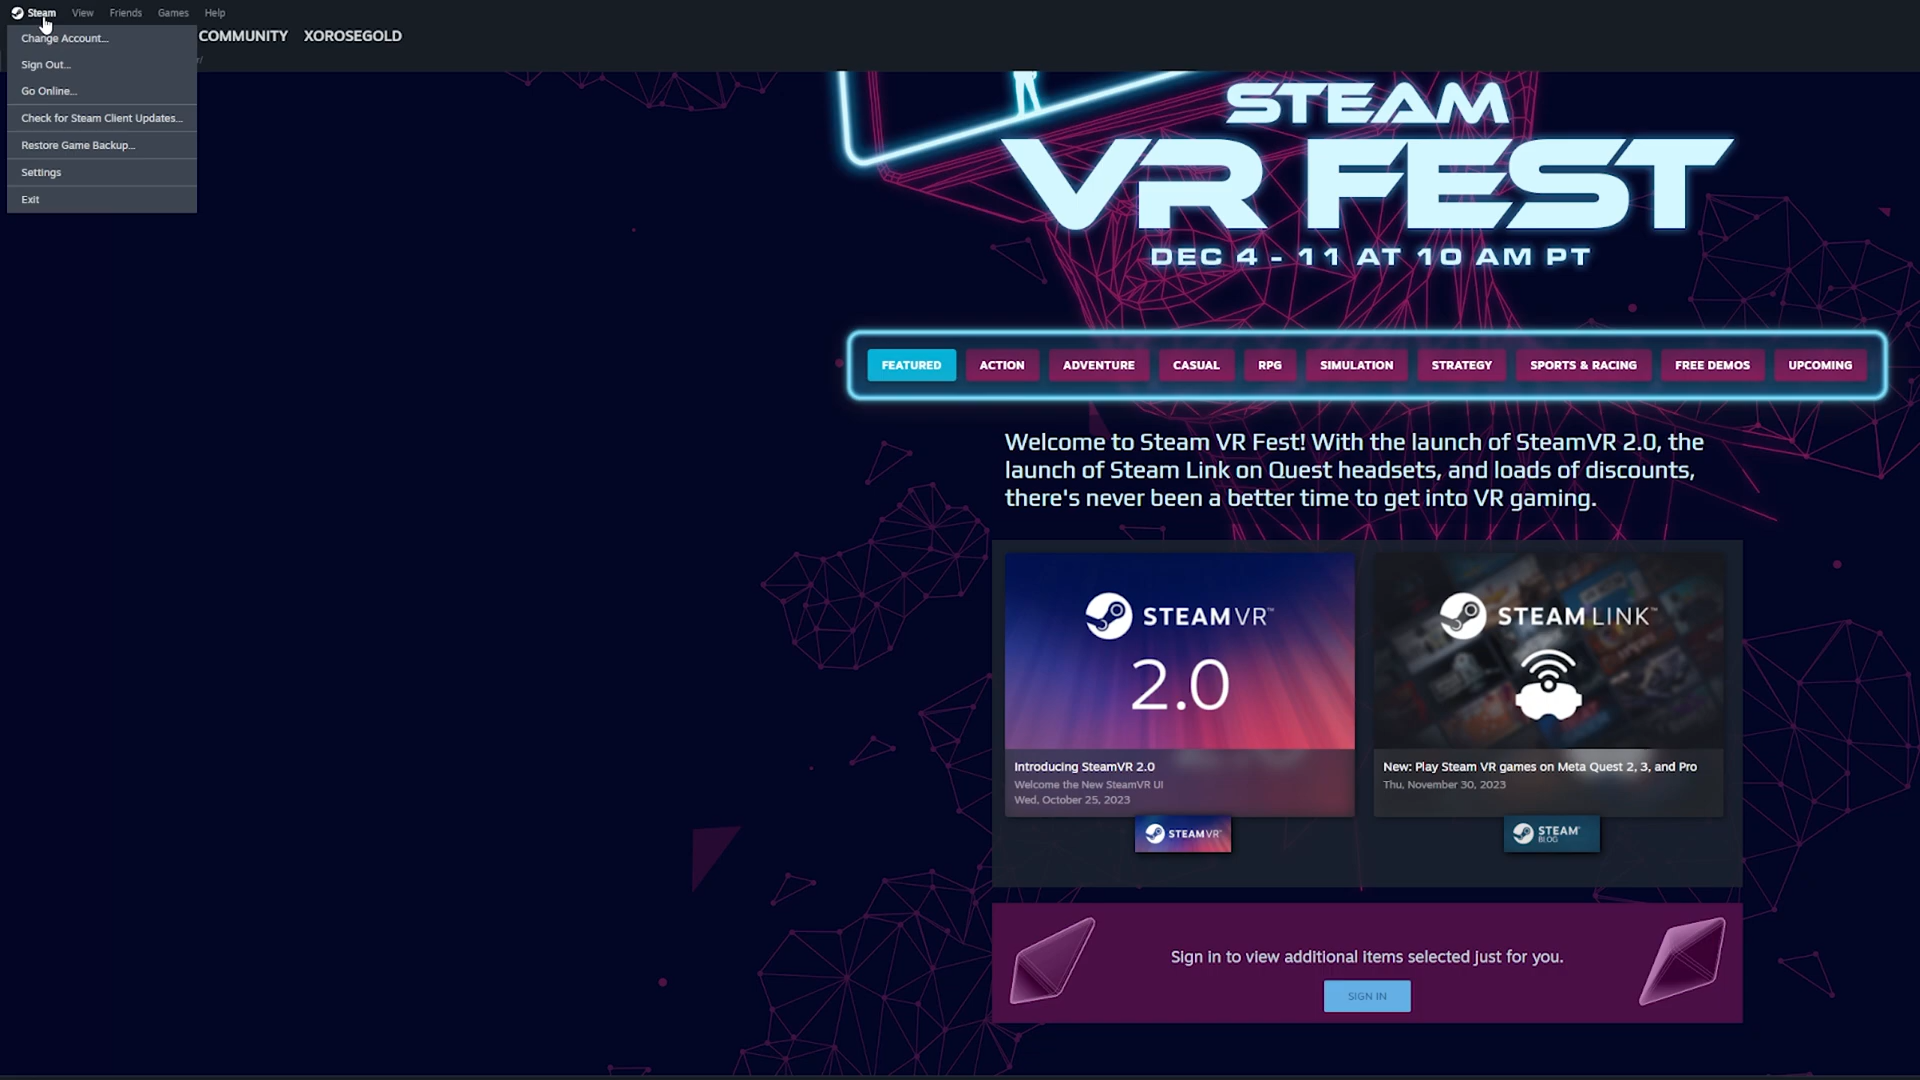 Steam View Friends Games Help
COMMUNITY XOROSEGOLD
Change Account...
Sign Out...
Go Online...
Check for Steam Client Updates...
Restore Game Backup...
Settings
Exit
STEAM
VR FEST
DEC 4 - 11 AT 10 AM PT
FEATURED ACTION ADVENTURE CASUAL RPG SIMULATION STRATEGY SPORTS & RACING FREE DEMOS UPCOMING
Welcome to Steam VR Fest! With the launch of SteamVR 2.0, the
launch of Steam Link on Quest headsets, and loads of discounts,
there's never been a better time to get into VR gaming.
STEAMVR™
2.0
Introducing SteamVR 2.0
Welcome the New SteamVR UI
Wed, October 25, 2023
STEAMVR
STEAM LINK™
New: Play Steam VR games on Meta Quest 2, 3, and Pro
Thu, November 30, 2023
STEAM
BLOG
Sign in to view additional items selected just for you.
SIGN IN